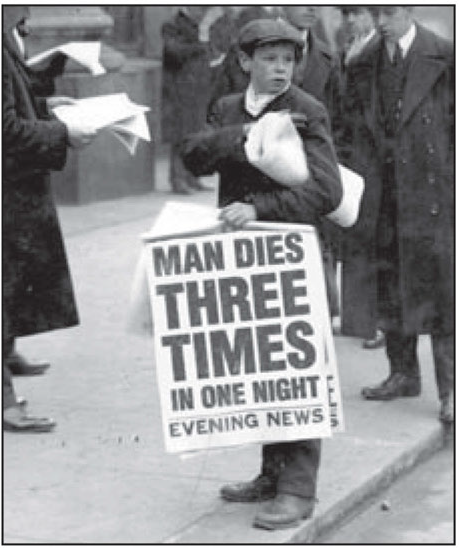 MAN DIES
THREE
TIMES
IN ONE NIGHT
EVENING NEWS